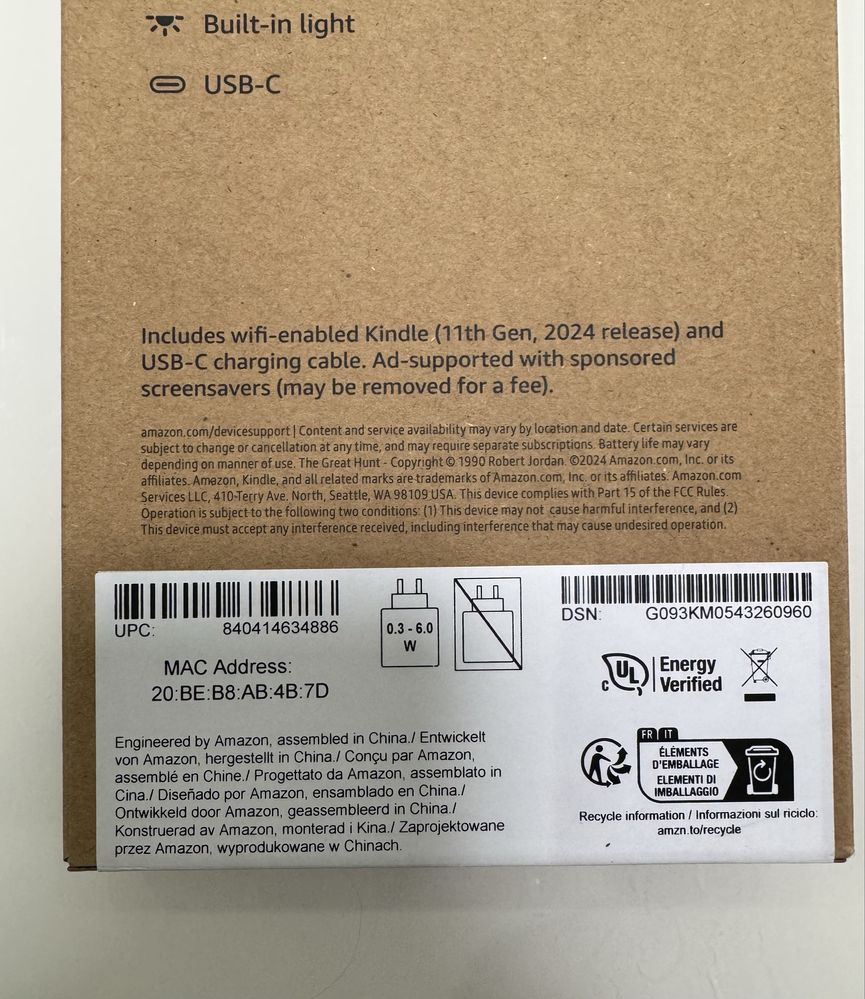 Built-in light
USB-C
Includes wifi-enabled Kindle (11th Gen, 2024 release) and
USB-C charging cable. Ad-supported with sponsored
screensavers (may be removed for a fee).
amazon.com/devicesupport | Content and service availability may vary by location and date. Certain services are
subject to change or cancellation at any time, and may require separate subscriptions. Battery life may vary
depending on manner of use. The Great Hunt - Copyright © 1990 Robert Jordan. ©2024 Amazon.com, Inc. or its
affiliates. Amazon, Kindle, and all related marks are trademarks of Amazon.com, Inc. or its affiliates. Amazon.com
Services LLC, 410 Terry Ave. North, Seattle, WA 98109 USA. This device complies with Part 15 of the FCC Rules.
Operation is subject to the following two conditions: (1) This device may not cause harmful interference, and (2)
This device must accept any interference received, including interference that may cause undesired operation.
UPC: 840414634886
MAC Address:
20:BE:B8:AB:4B:7D
0.3 - 6.0
W
DSN: G093KM0543260960
c UL Energy
Verified
Engineered by Amazon, assembled in China./ Entwickelt
von Amazon, hergestellt in China./ Conçu par Amazon,
assemblé en Chine./ Progettato da Amazon, assemblato in
Cina./ Diseñado por Amazon, ensamblado en China./
Ontwikkeld door Amazon, geassembleerd in China./
Konstruerad av Amazon, monterad i Kina./ Zaprojektowane
przez Amazon, wyprodukowane w Chinach.
FR IT
ÉLÉMENTS
D'EMBALLAGE
ELEMENTI DI
IMBALLAGGIO
Recycle information / Informazioni sul riciclo:
amzn.to/recycle